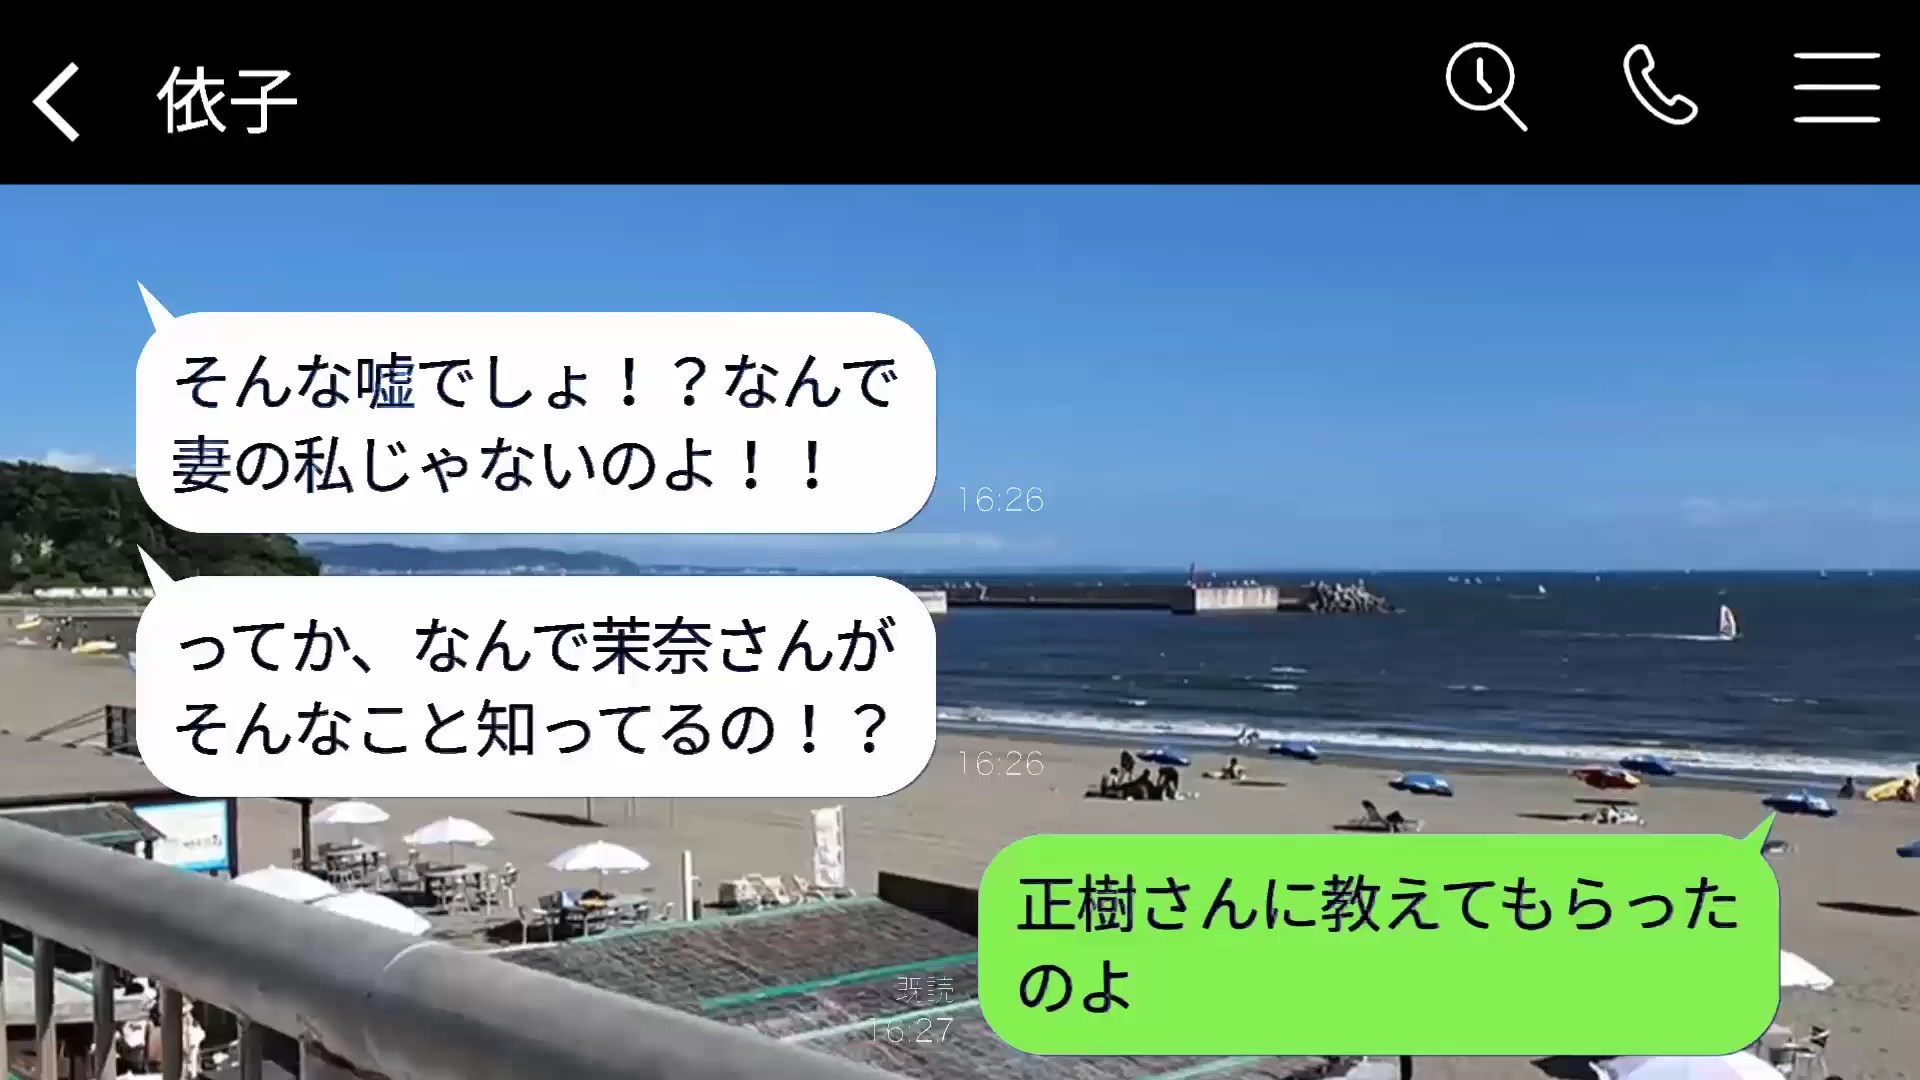 依子
そんな嘘でしょ！？なんで
妻の私じゃないのよ！！
16:26
ってか、なんで茉奈さんが
そんなこと知ってるの！？
16:26
正樹さんに教えてもらった
のよ
既読
16:27